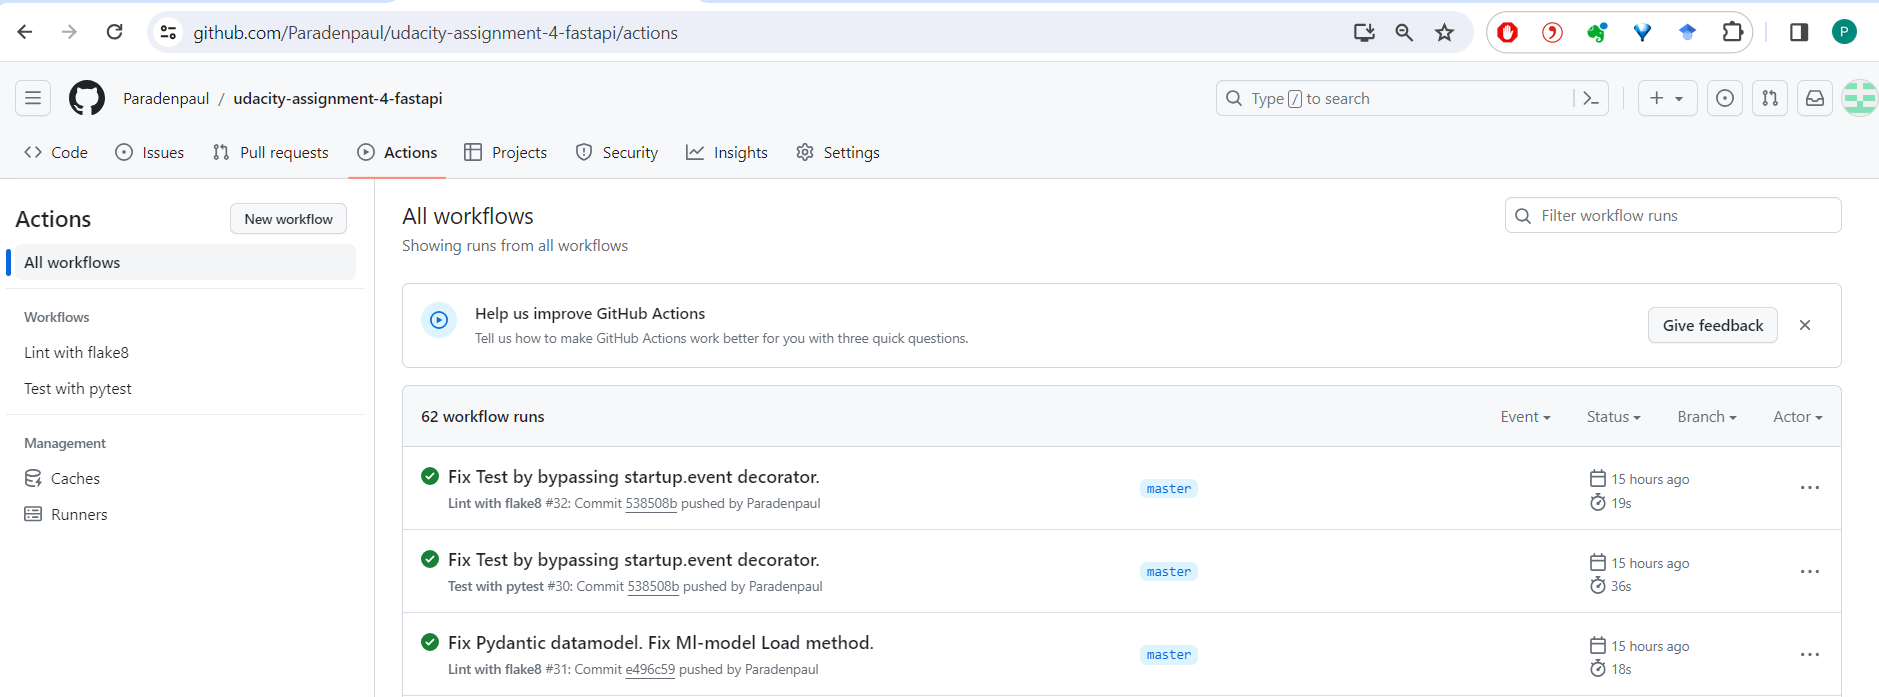 github.com/Paradenpaul/udacity-assignment-4-fastapi/actions
P
Paradenpaul / udacity-assignment-4-fastapi
Type / to search
Code Issues Pull requests Actions Projects Security Insights Settings
Actions
New workflow
All workflows
Workflows
Lint with flake8
Test with pytest
Management
Caches
Runners
All workflows
Showing runs from all workflows
Filter workflow runs
Help us improve GitHub Actions
Tell us how to make GitHub Actions work better for you with three quick questions.
Give feedback
62 workflow runs
Event Status Branch Actor
Fix Test by bypassing startup.event decorator.
Lint with flake8 #32: Commit 538508b pushed by Paradenpaul
master
15 hours ago
19s
Fix Test by bypassing startup.event decorator.
Test with pytest #30: Commit 538508b pushed by Paradenpaul
master
15 hours ago
36s
Fix Pydantic datamodel. Fix Ml-model Load method.
Lint with flake8 #31: Commit e496c59 pushed by Paradenpaul
master
15 hours ago
18s